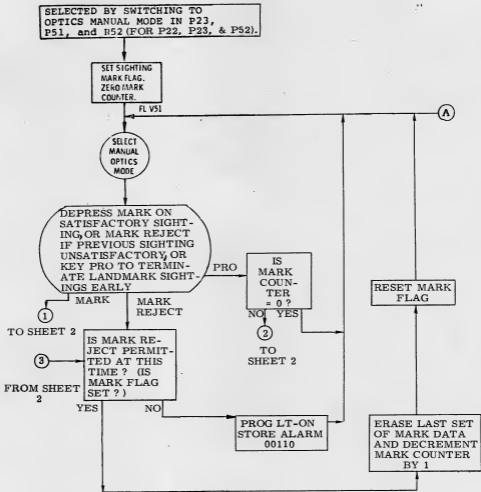 SELECTED BY SWITCHING TO
OPTICS MANUAL MODE IN P23,
P51, and R52 (FOR P22, P23, & P52).
SET SIGHTING
MARK FLAG.
ZERO MARK
COUNTER.
FL V51
A
SELECT
MANUAL
OPTICS
MODE
DEPRESS MARK ON
SATISFACTORY SIGHT-
ING, OR MARK REJECT
IF PREVIOUS SIGHTING
UNSATISFACTORY, OR
KEY PRO TO TERMIN-
ATE LANDMARK SIGHT-
INGS EARLY
PRO
IS
MARK
COUN-
TER
= 0 ?
NO YES
2
TO
SHEET 2
MARK
1
TO SHEET 2
MARK
REJECT
RESET MARK
FLAG
3
FROM SHEET
2
IS MARK RE-
JECT PERMIT-
TED AT THIS
TIME ? (IS
MARK FLAG
SET ?)
YES
NO
PROG LT-ON
STORE ALARM
00110
ERASE LAST SET
OF MARK DATA
AND DECREMENT
MARK COUNTER
BY 1